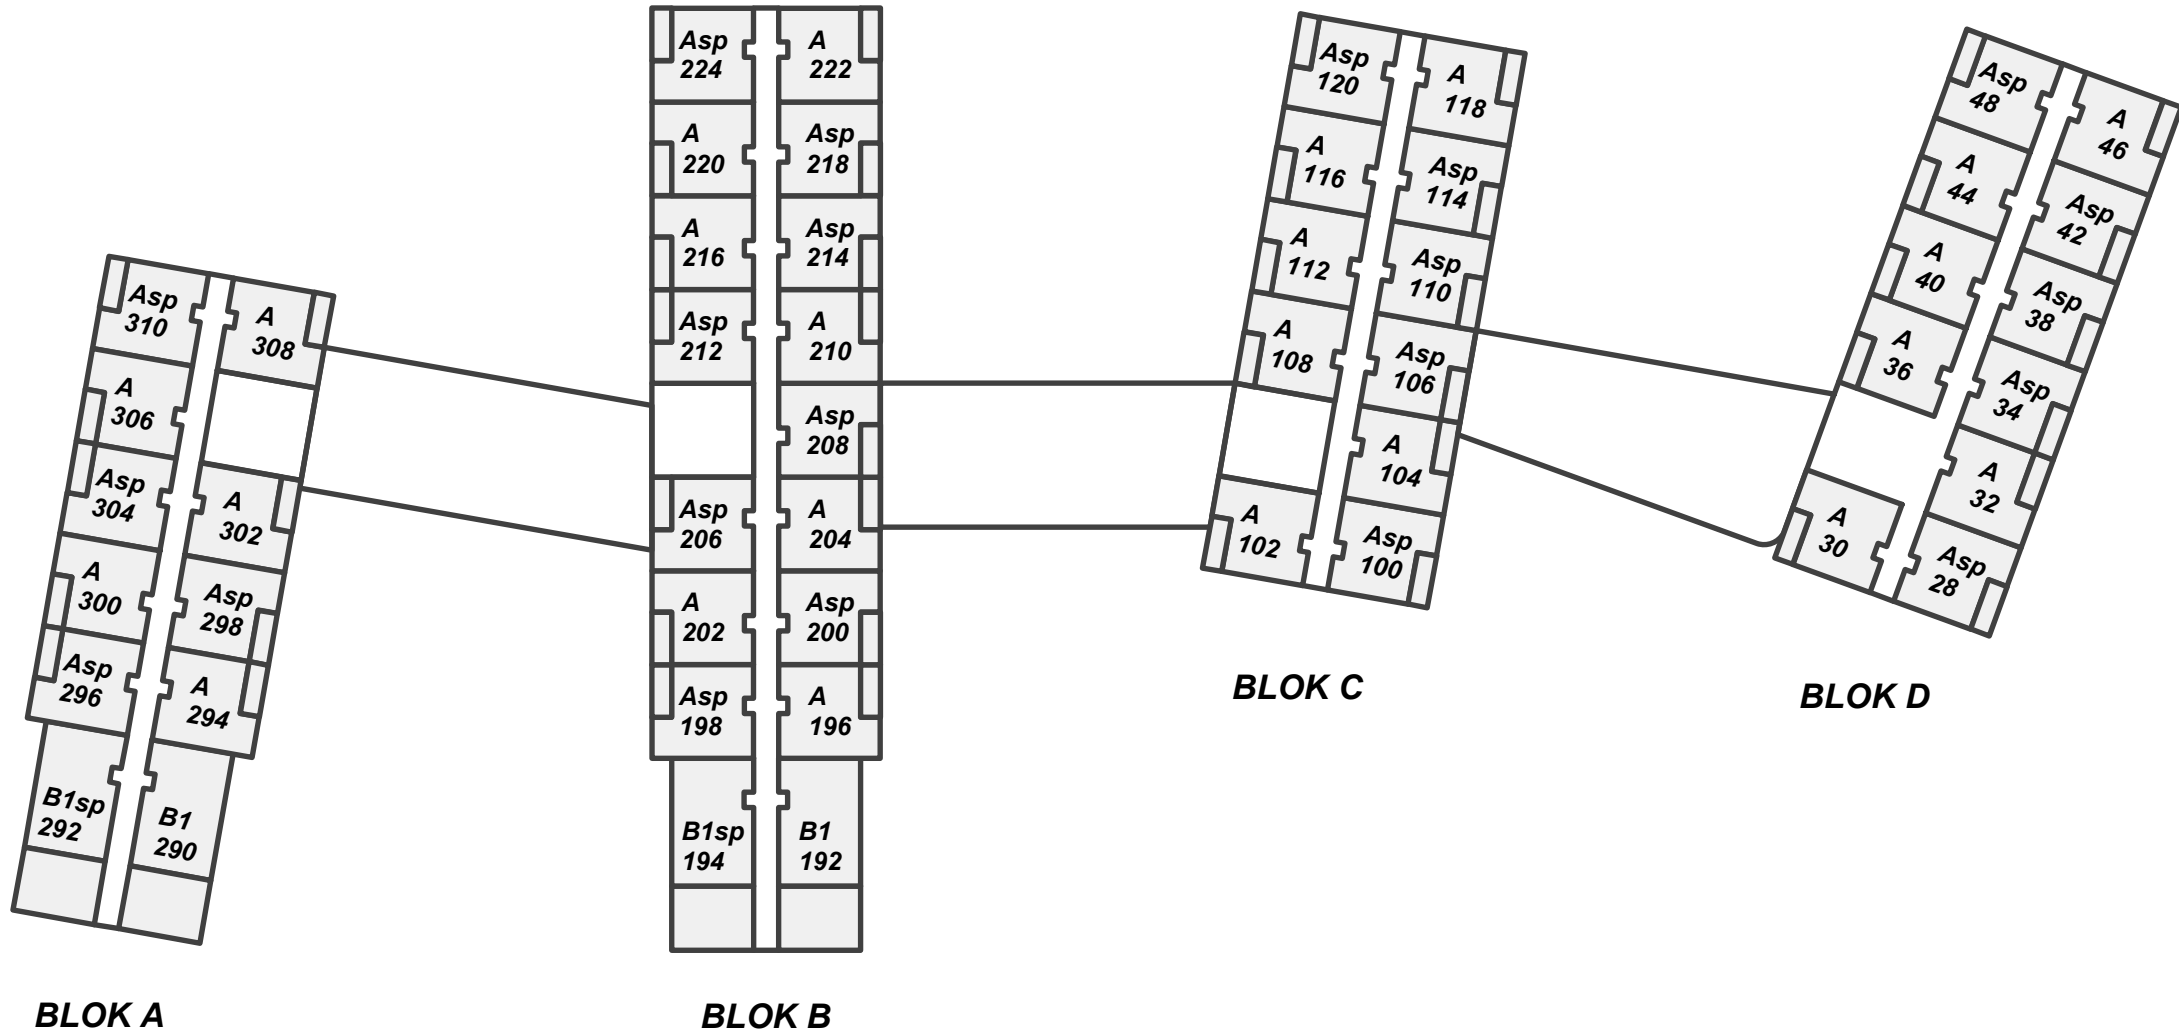 Asp
310
A
308
A
306
Asp
304
A
302
A
300
Asp
298
Asp
296
A
294
B1sp
292
B1
290
BLOK A
Asp
224
A
222
A
220
Asp
218
A
216
Asp
214
Asp
212
A
210
Asp
208
Asp
206
A
204
A
202
Asp
200
Asp
198
A
196
B1sp
194
B1
192
BLOK B
Asp
120
A
118
A
116
Asp
114
A
112
Asp
110
A
108
Asp
106
A
104
A
102
Asp
100
BLOK C
Asp
48
A
46
A
44
Asp
42
A
40
Asp
38
A
36
Asp
34
A
32
A
30
Asp
28
BLOK D